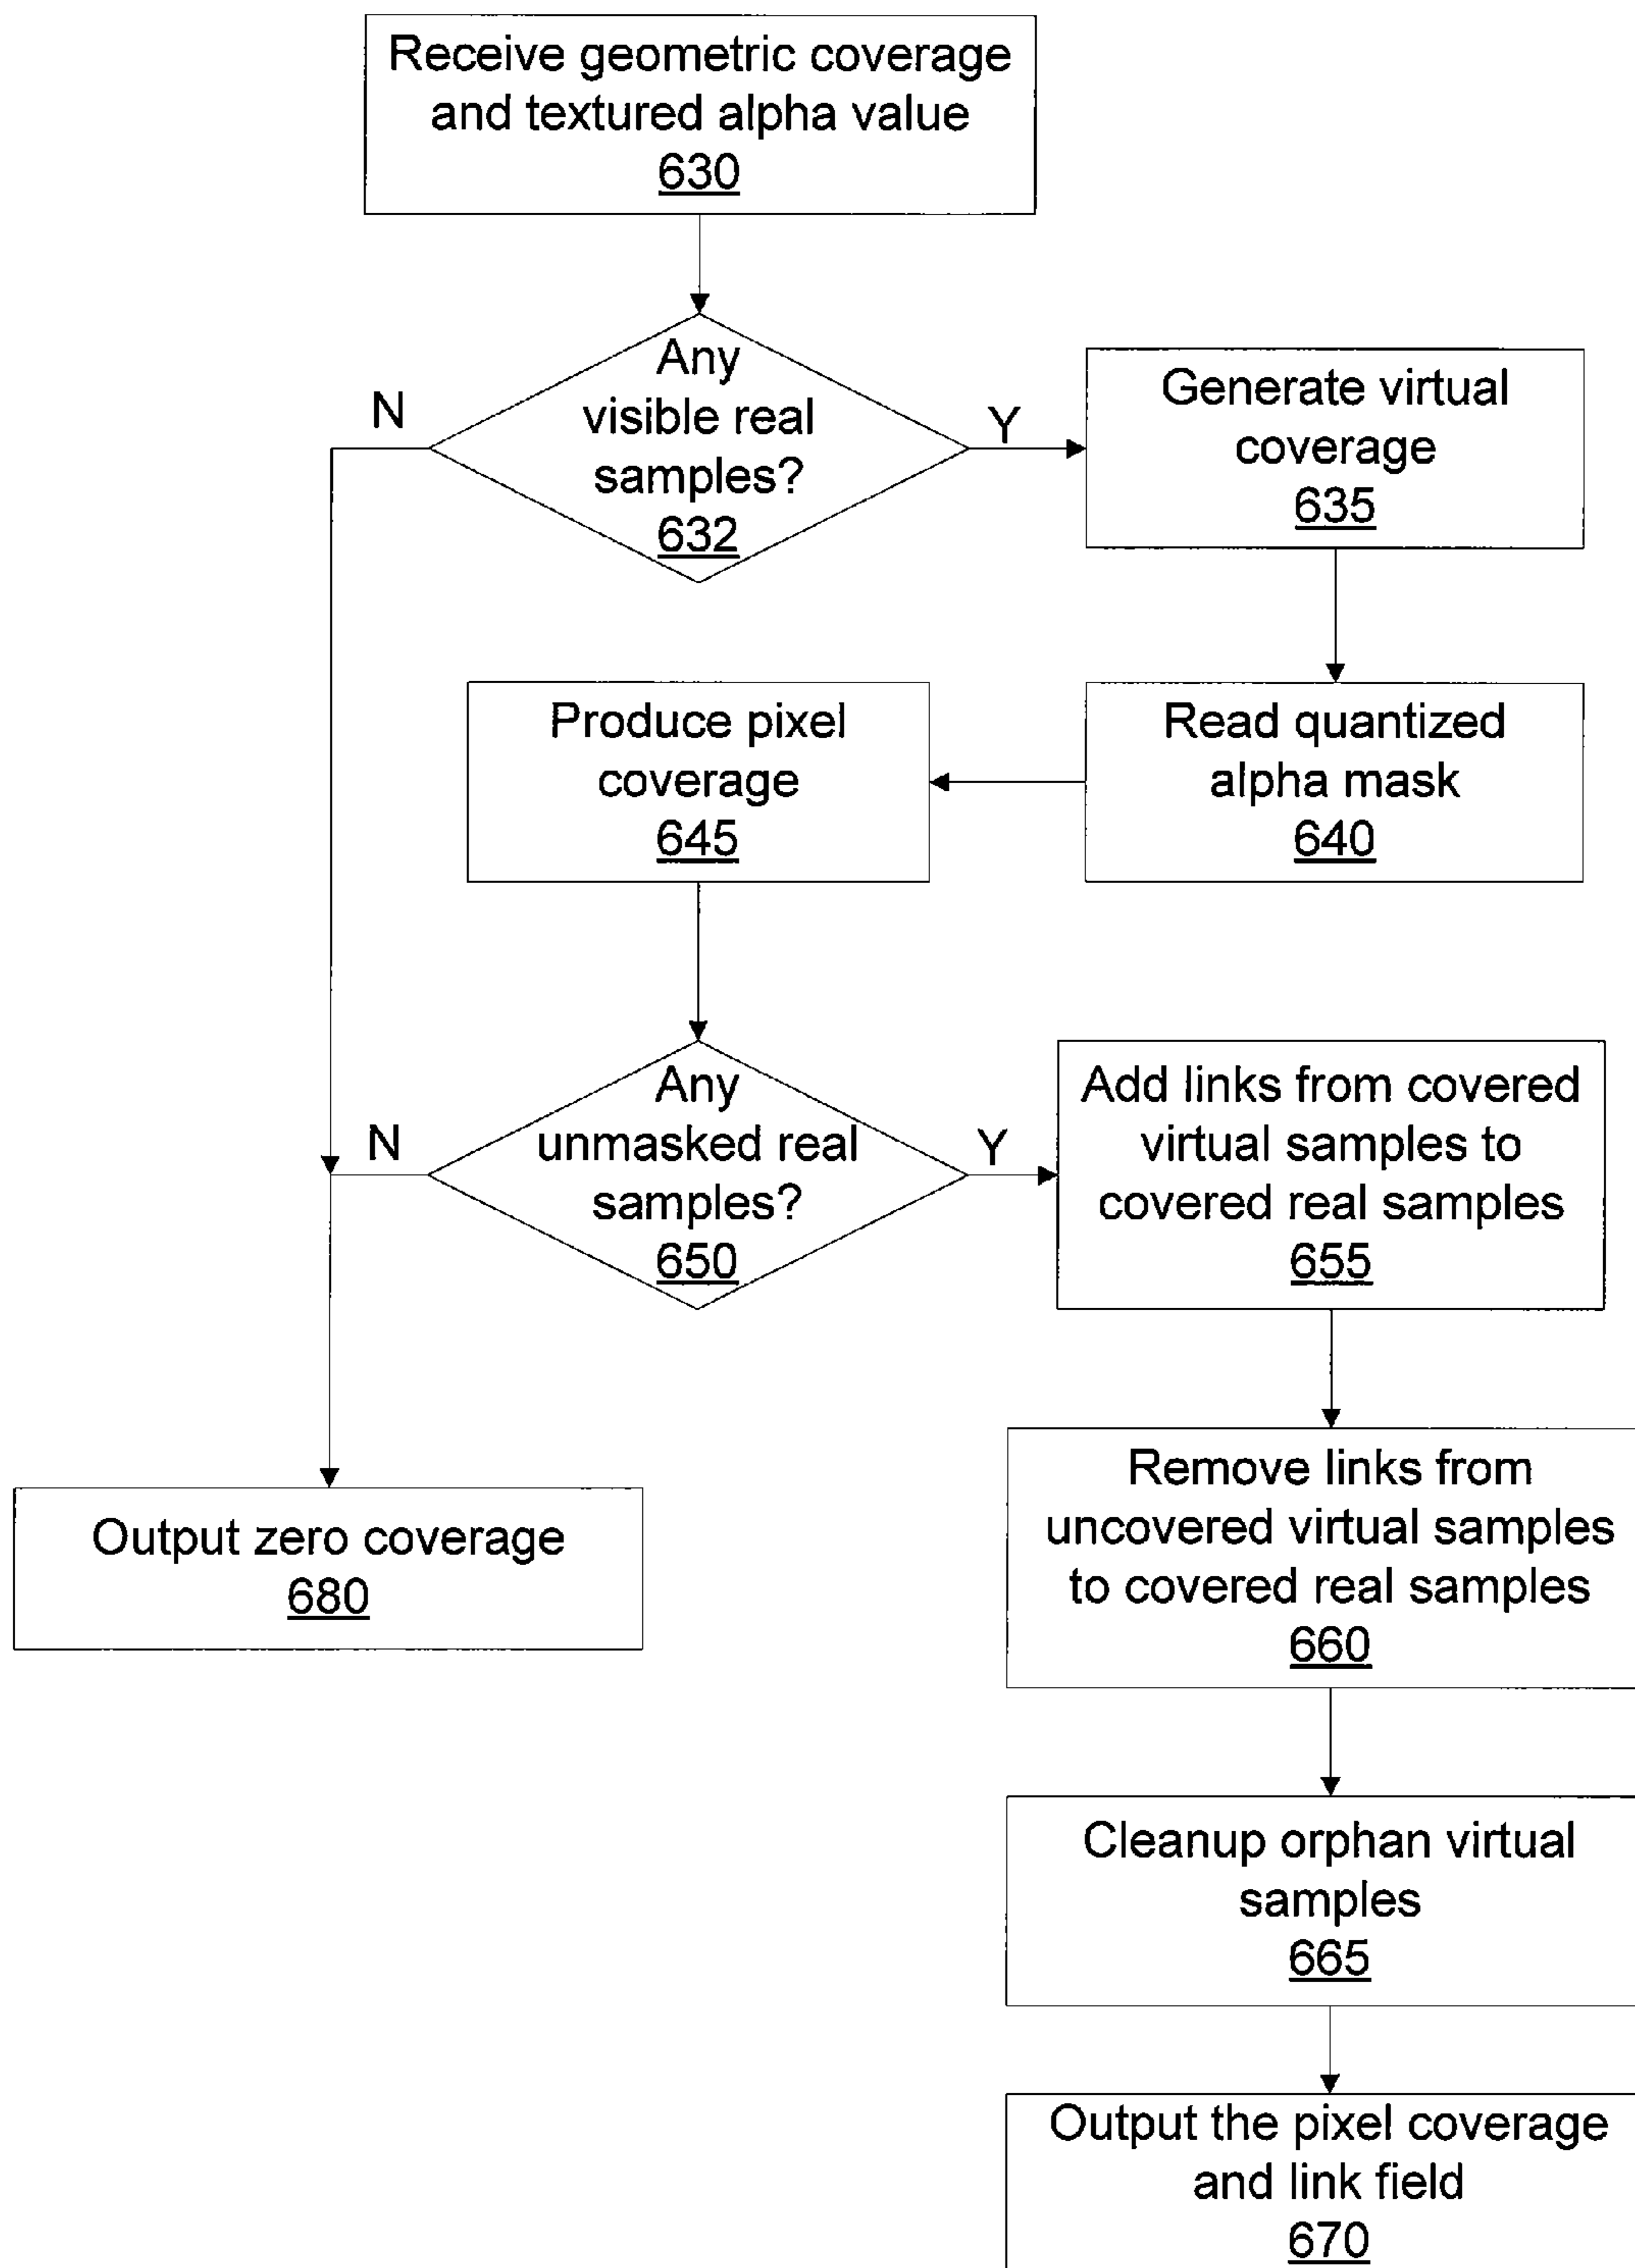 Receive geometric coverage
and textured alpha value
630
Any
visible real
samples?
632
N
Y
Generate virtual
coverage
635
Produce pixel
coverage
645
Read quantized
alpha mask
640
Any
unmasked real
samples?
650
N
Y
Add links from covered
virtual samples to
covered real samples
655
Remove links from
uncovered virtual samples
to covered real samples
660
Output zero coverage
680
Cleanup orphan virtual
samples
665
Output the pixel coverage
and link field
670